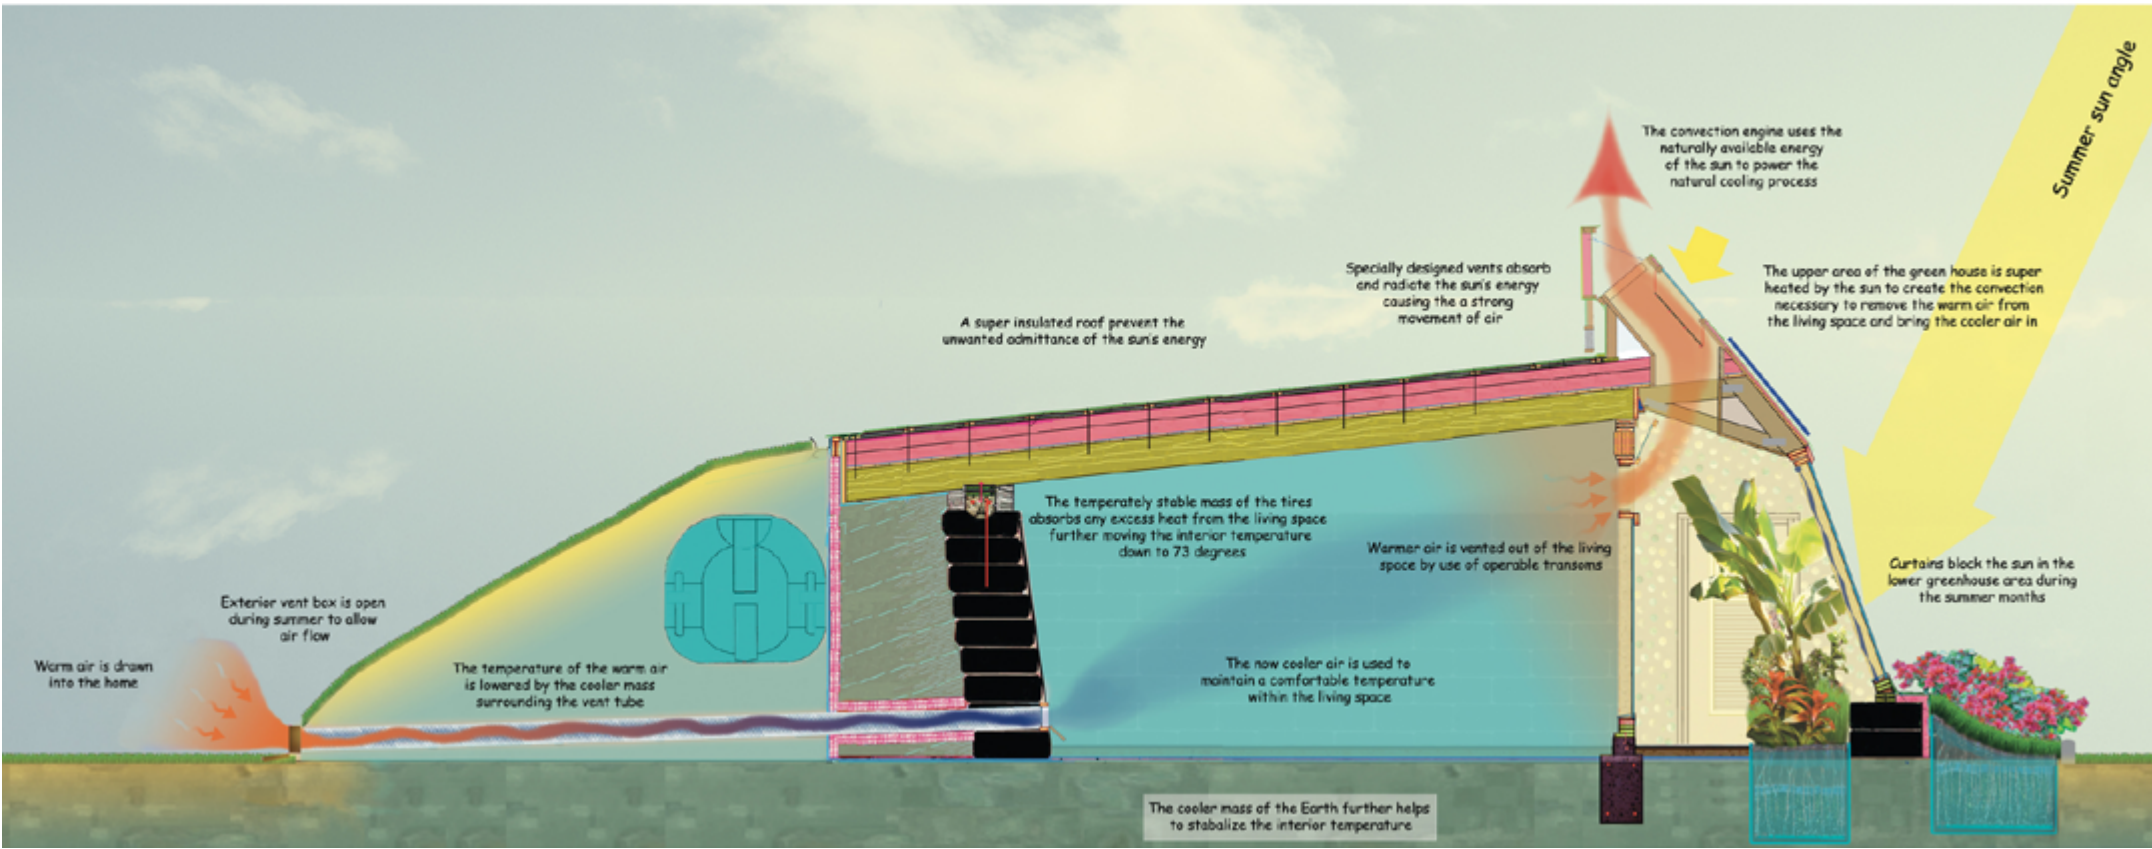 Summer sun angle
The convection engine uses the
naturally available energy
of the sun to power the
natural cooling process
Specially designed vents absorb
and radiate the sun's energy
causing the a strong
movement of air
The upper area of the green house is super
heated by the sun to create the convection
necessary to remove the warm air from
the living space and bring the cooler air in
A super insulated roof prevent the
unwanted admittance of the sun's energy
The temperately stable mass of the tires
absorbs any excess heat from the living space
further moving the interior temperature
down to 73 degrees
Warmer air is vented out of the living
space by use of operable transoms
Curtains block the sun in the
lower greenhouse area during
the summer months
Exterior vent box is open
during summer to allow
air flow
Warm air is drawn
into the home
The temperature of the warm air
is lowered by the cooler mass
surrounding the vent tube
The now cooler air is used to
maintain a comfortable temperature
within the living space
The cooler mass of the Earth further helps
to stabalize the interior temperature